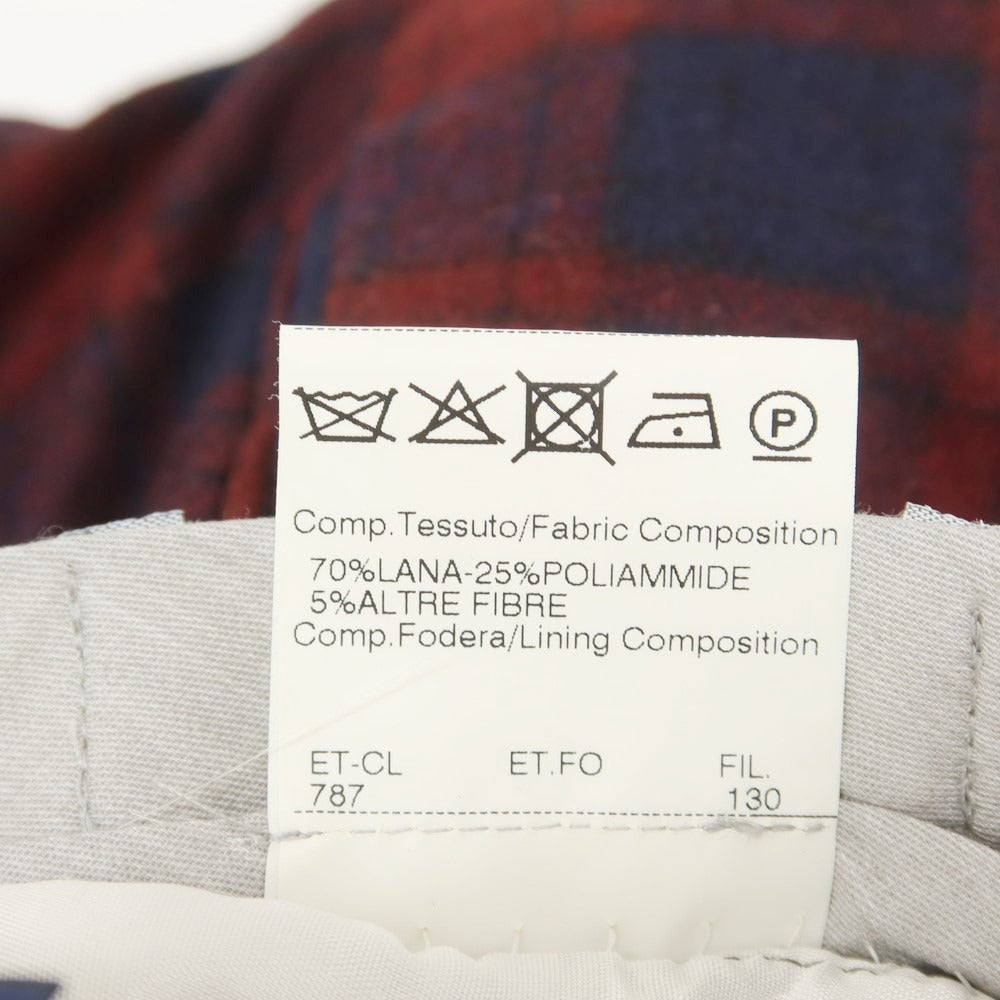 P
Comp.Tessuto/Fabric Composition
70%LANA-25%POLIAMMIDE
5%ALTRE FIBRE
Comp.Fodera/Lining Composition
ET-CL ET.FO FIL.
787 130